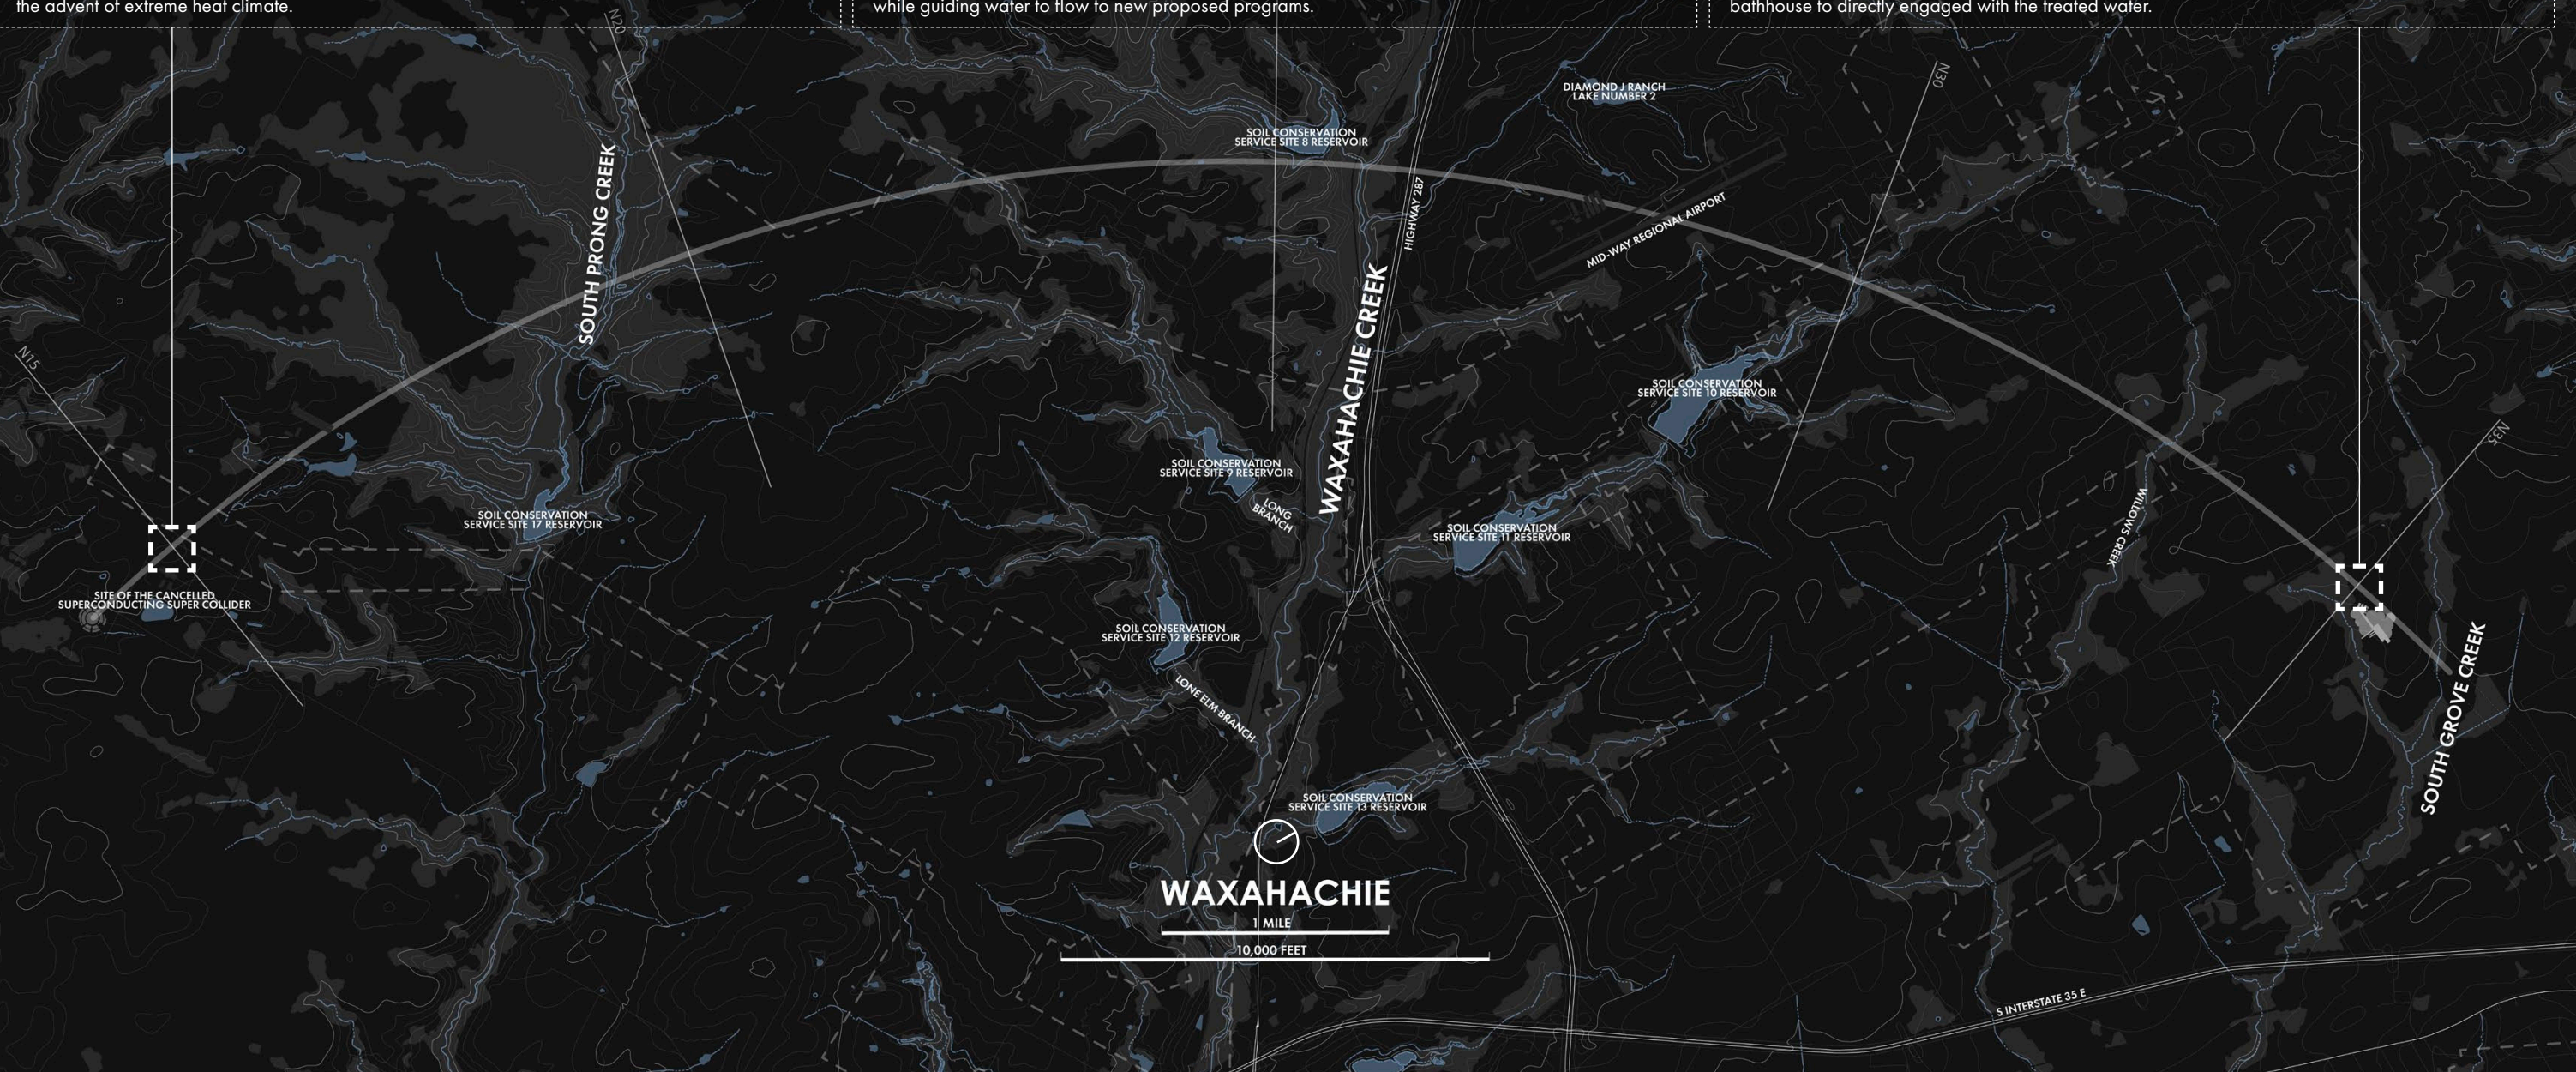 the advent of extreme heat climate.
while guiding water to flow to new proposed programs.
bathhouse to directly engaged with the treated water.
N20
N30
DIAMOND J RANCH
LAKE NUMBER 2
SOIL CONSERVATION
SERVICE SITE 8 RESERVOIR
SOUTH PRONG CREEK
HIGHWAY 287
MID-WAY REGIONAL AIRPORT
WAXAHACHIE CREEK
N15
SOIL CONSERVATION
SERVICE SITE 10 RESERVOIR
N35
SOIL CONSERVATION
SERVICE SITE 9 RESERVOIR
LONG
BRANCH
SOIL CONSERVATION
SERVICE SITE 17 RESERVOIR
SOIL CONSERVATION
SERVICE SITE 11 RESERVOIR
WILLOWS CREEK
SITE OF THE CANCELLED
SUPERCONDUCTING SUPER COLLIDER
SOIL CONSERVATION
SERVICE SITE 12 RESERVOIR
LONE ELM BRANCH
SOUTH GROVE CREEK
SOIL CONSERVATION
SERVICE SITE 13 RESERVOIR
WAXAHACHIE
1 MILE
10,000 FEET
S INTERSTATE 35 E